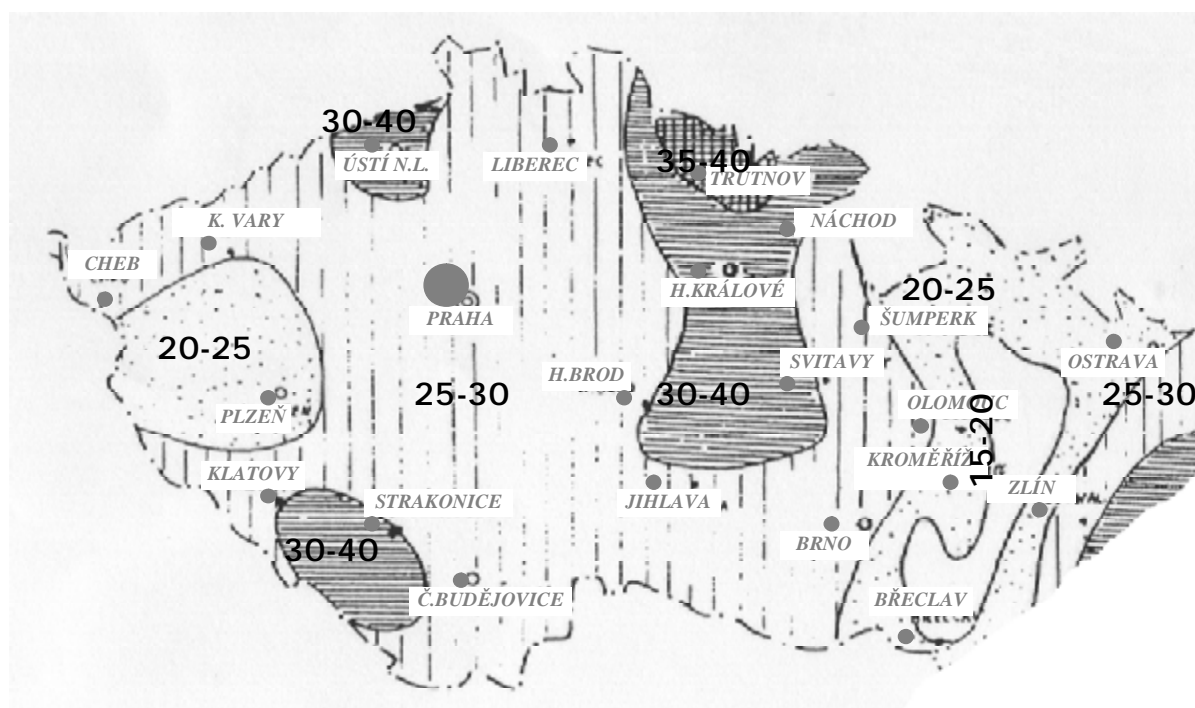 30-40
ÚSTÍ N.L.
LIBEREC
35-40
TRUTNOV
K. VARY
NÁCHOD
CHEB
H.KRÁLOVÉ
20-25
PRAHA
ŠUMPERK
20-25
SVITAVY
OSTRAVA
H.BROD
25-30
30-40
25-30
PLZEŇ
OLOMOUC
15-20
KROMĚŘÍŽ
KLATOVY
STRAKONICE
JIHLAVA
ZLÍN
30-40
BRNO
Č.BUDĚJOVICE
BŘECLAV